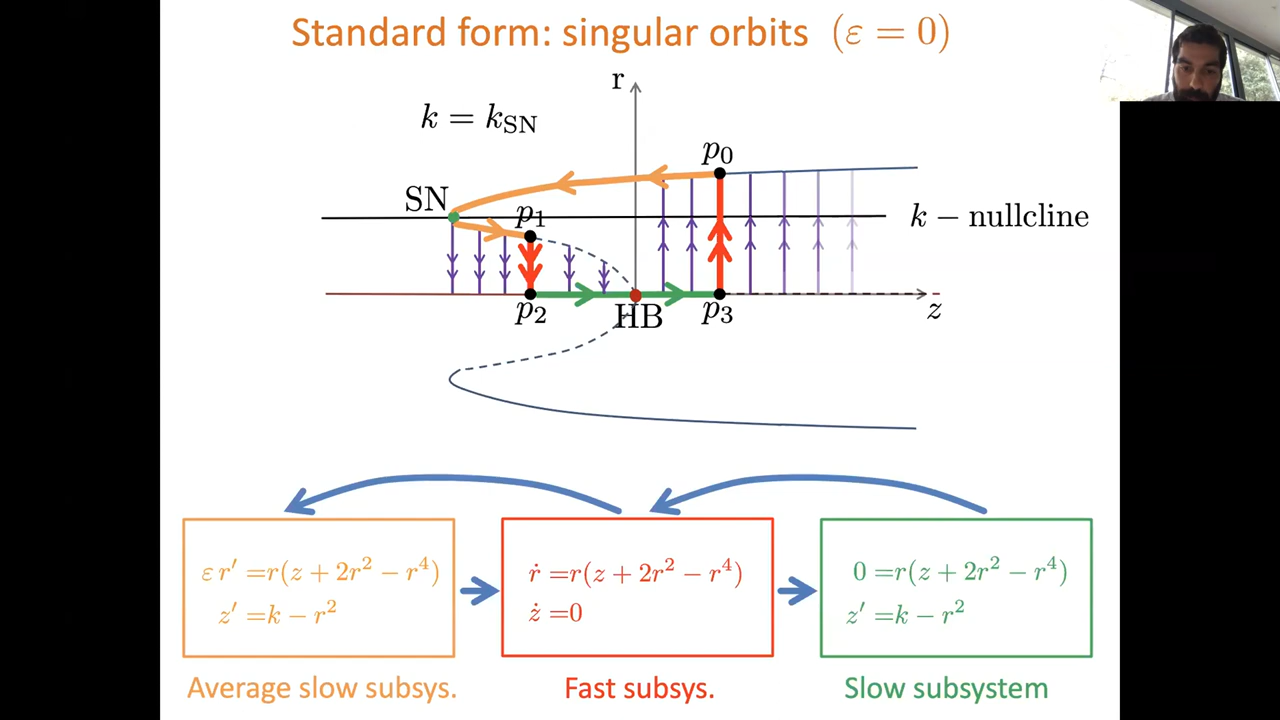 Standard form: singular orbits (ε = 0)
r
k = k_SN
p_0
SN
p_1
k − nullcline
p_2
HB
p_3
z
ε r′ =r(z + 2r² − r⁴)
z′ =k − r²
ṙ =r(z + 2r² − r⁴)
ż =0
0 =r(z + 2r² − r⁴)
z′ =k − r²
Average slow subsys.
Fast subsys.
Slow subsystem